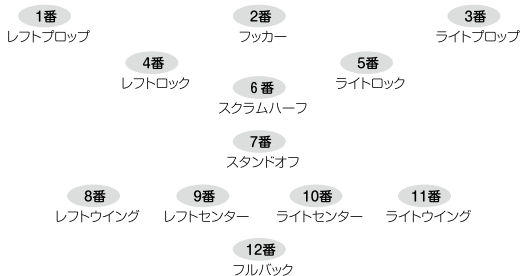 1番 2番 3番
レフトプロップ フッカー ライトプロップ
4番 5番
レフトロック ライトロック
6番
スクラムハーフ
7番
スタンドオフ
8番 9番 10番 11番
レフトウイング レフトセンター ライトセンター ライトウイング
12番
フルバック